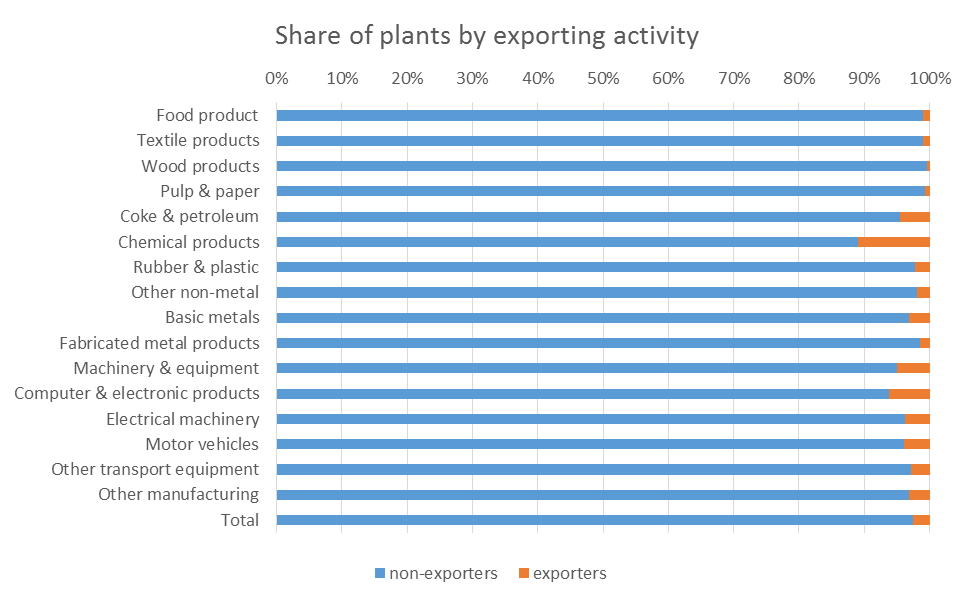 Share of plants by exporting activity
0% 10% 20% 30% 40% 50% 60% 70% 80% 90% 100%
Food product
Textile products
Wood products
Pulp & paper
Coke & petroleum
Chemical products
Rubber & plastic
Other non-metal
Basic metals
Fabricated metal products
Machinery & equipment
Computer & electronic products
Electrical machinery
Motor vehicles
Other transport equipment
Other manufacturing
Total
non-exporters exporters